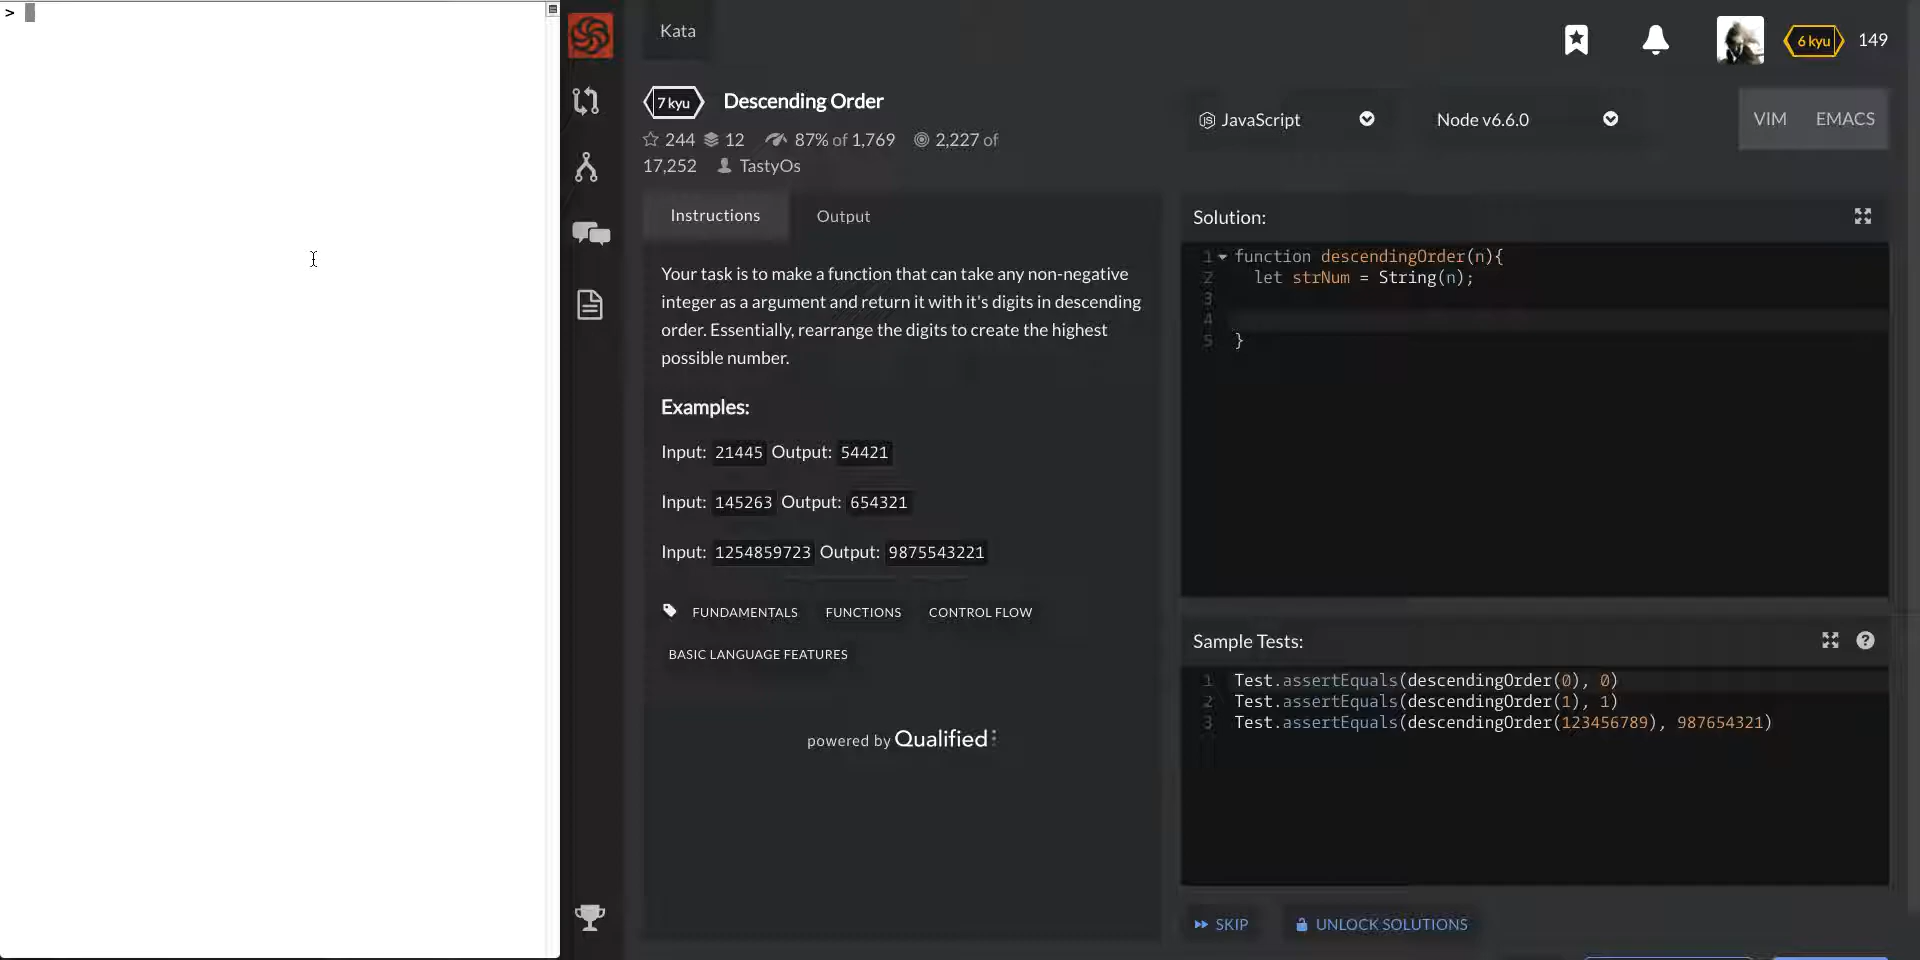 >
Kata
6 kyu 149
7 kyu Descending Order
244 12 87% of 1,769 2,227 of
17,252 TastyOs
JavaScript
Node v6.6.0
VIM EMACS
Instructions Output
Your task is to make a function that can take any non-negative
integer as a argument and return it with it's digits in descending
order. Essentially, rearrange the digits to create the highest
possible number.
Examples:
Input: 21445 Output: 54421
Input: 145263 Output: 654321
Input: 1254859723 Output: 9875543221
FUNDAMENTALS FUNCTIONS CONTROL FLOW
BASIC LANGUAGE FEATURES
powered by Qualified
Solution:
1 function descendingOrder(n){
2 let strNum = String(n);
3
4
5 }
Sample Tests:
1 Test.assertEquals(descendingOrder(0), 0)
2 Test.assertEquals(descendingOrder(1), 1)
3 Test.assertEquals(descendingOrder(123456789), 987654321)
SKIP
UNLOCK SOLUTIONS